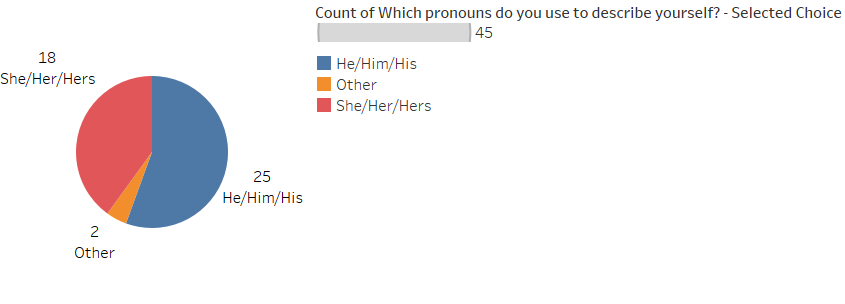 Count of Which pronouns do you use to describe yourself? - Selected Choice
45
He/Him/His
Other
She/Her/Hers
18
She/Her/Hers
25
He/Him/His
2
Other